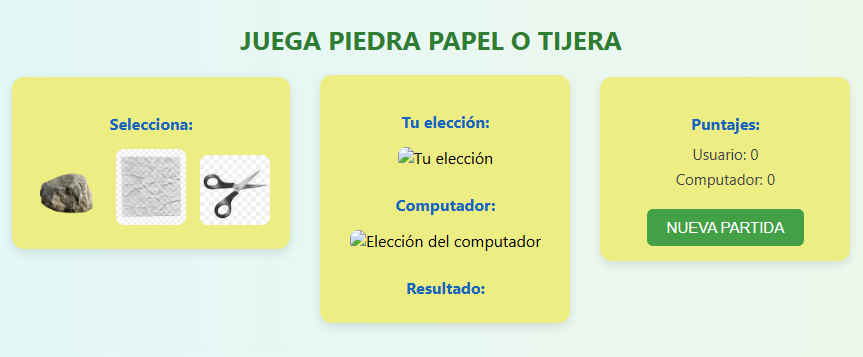 JUEGA PIEDRA PAPEL O TIJERA
Selecciona:
Tu elección:
Tu elección
Computador:
Elección del computador
Resultado:
Puntajes:
Usuario: 0
Computador: 0
NUEVA PARTIDA